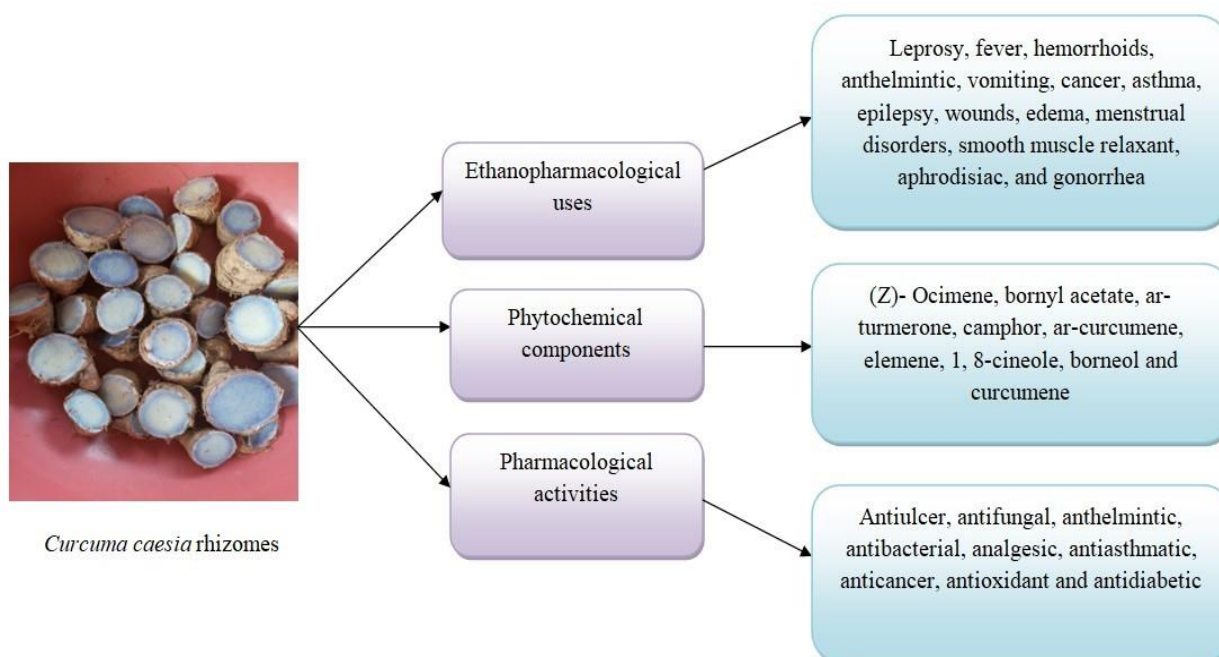 Curcuma caesia rhizomes
Ethanopharmacological
uses
Leprosy, fever, hemorrhoids,
anthelmintic, vomiting, cancer, asthma,
epilepsy, wounds, edema, menstrual
disorders, smooth muscle relaxant,
aphrodisiac, and gonorrhea
Phytochemical
components
(Z)- Ocimene, bornyl acetate, ar-
turmerone, camphor, ar-curcumene,
elemene, 1, 8-cineole, borneol and
curcumene
Pharmacological
activities
Antiulcer, antifungal, anthelmintic,
antibacterial, analgesic, antiasthmatic,
anticancer, antioxidant and antidiabetic